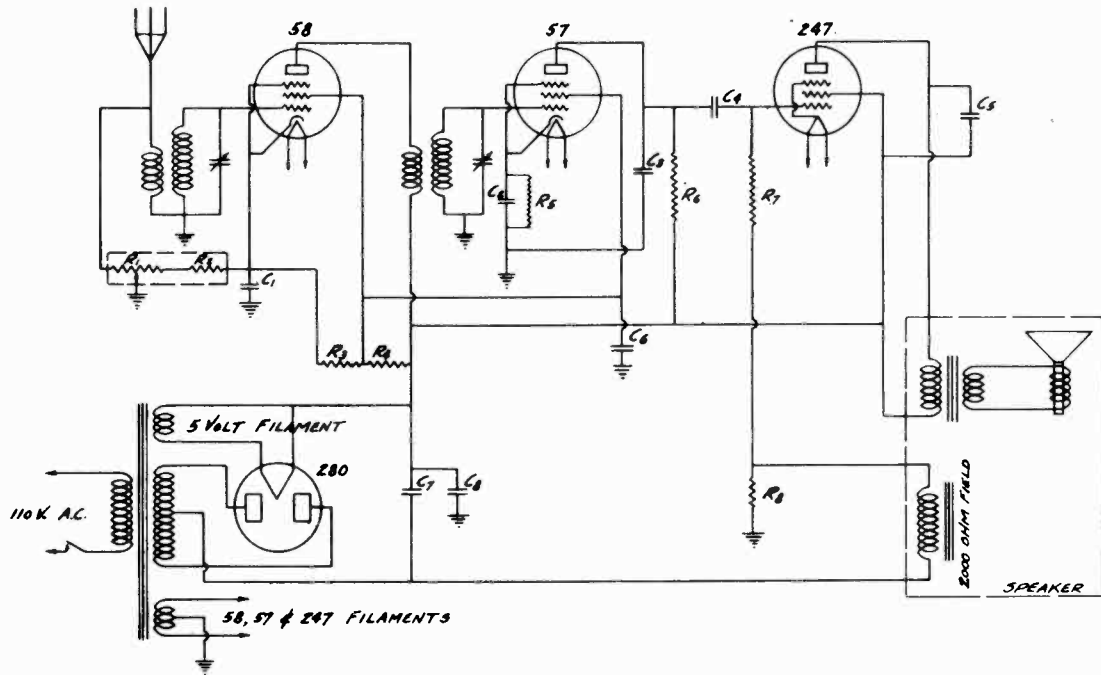 58
57
247
C4
C5
C3
C6
R5
R6
R7
R1
R2
C1
R3
R4
C6
5 VOLT FILAMENT
280
C7
C8
R8
110 V. A.C.
2000 OHM FIELD
SPEAKER
58, 57 & 247 FILAMENTS